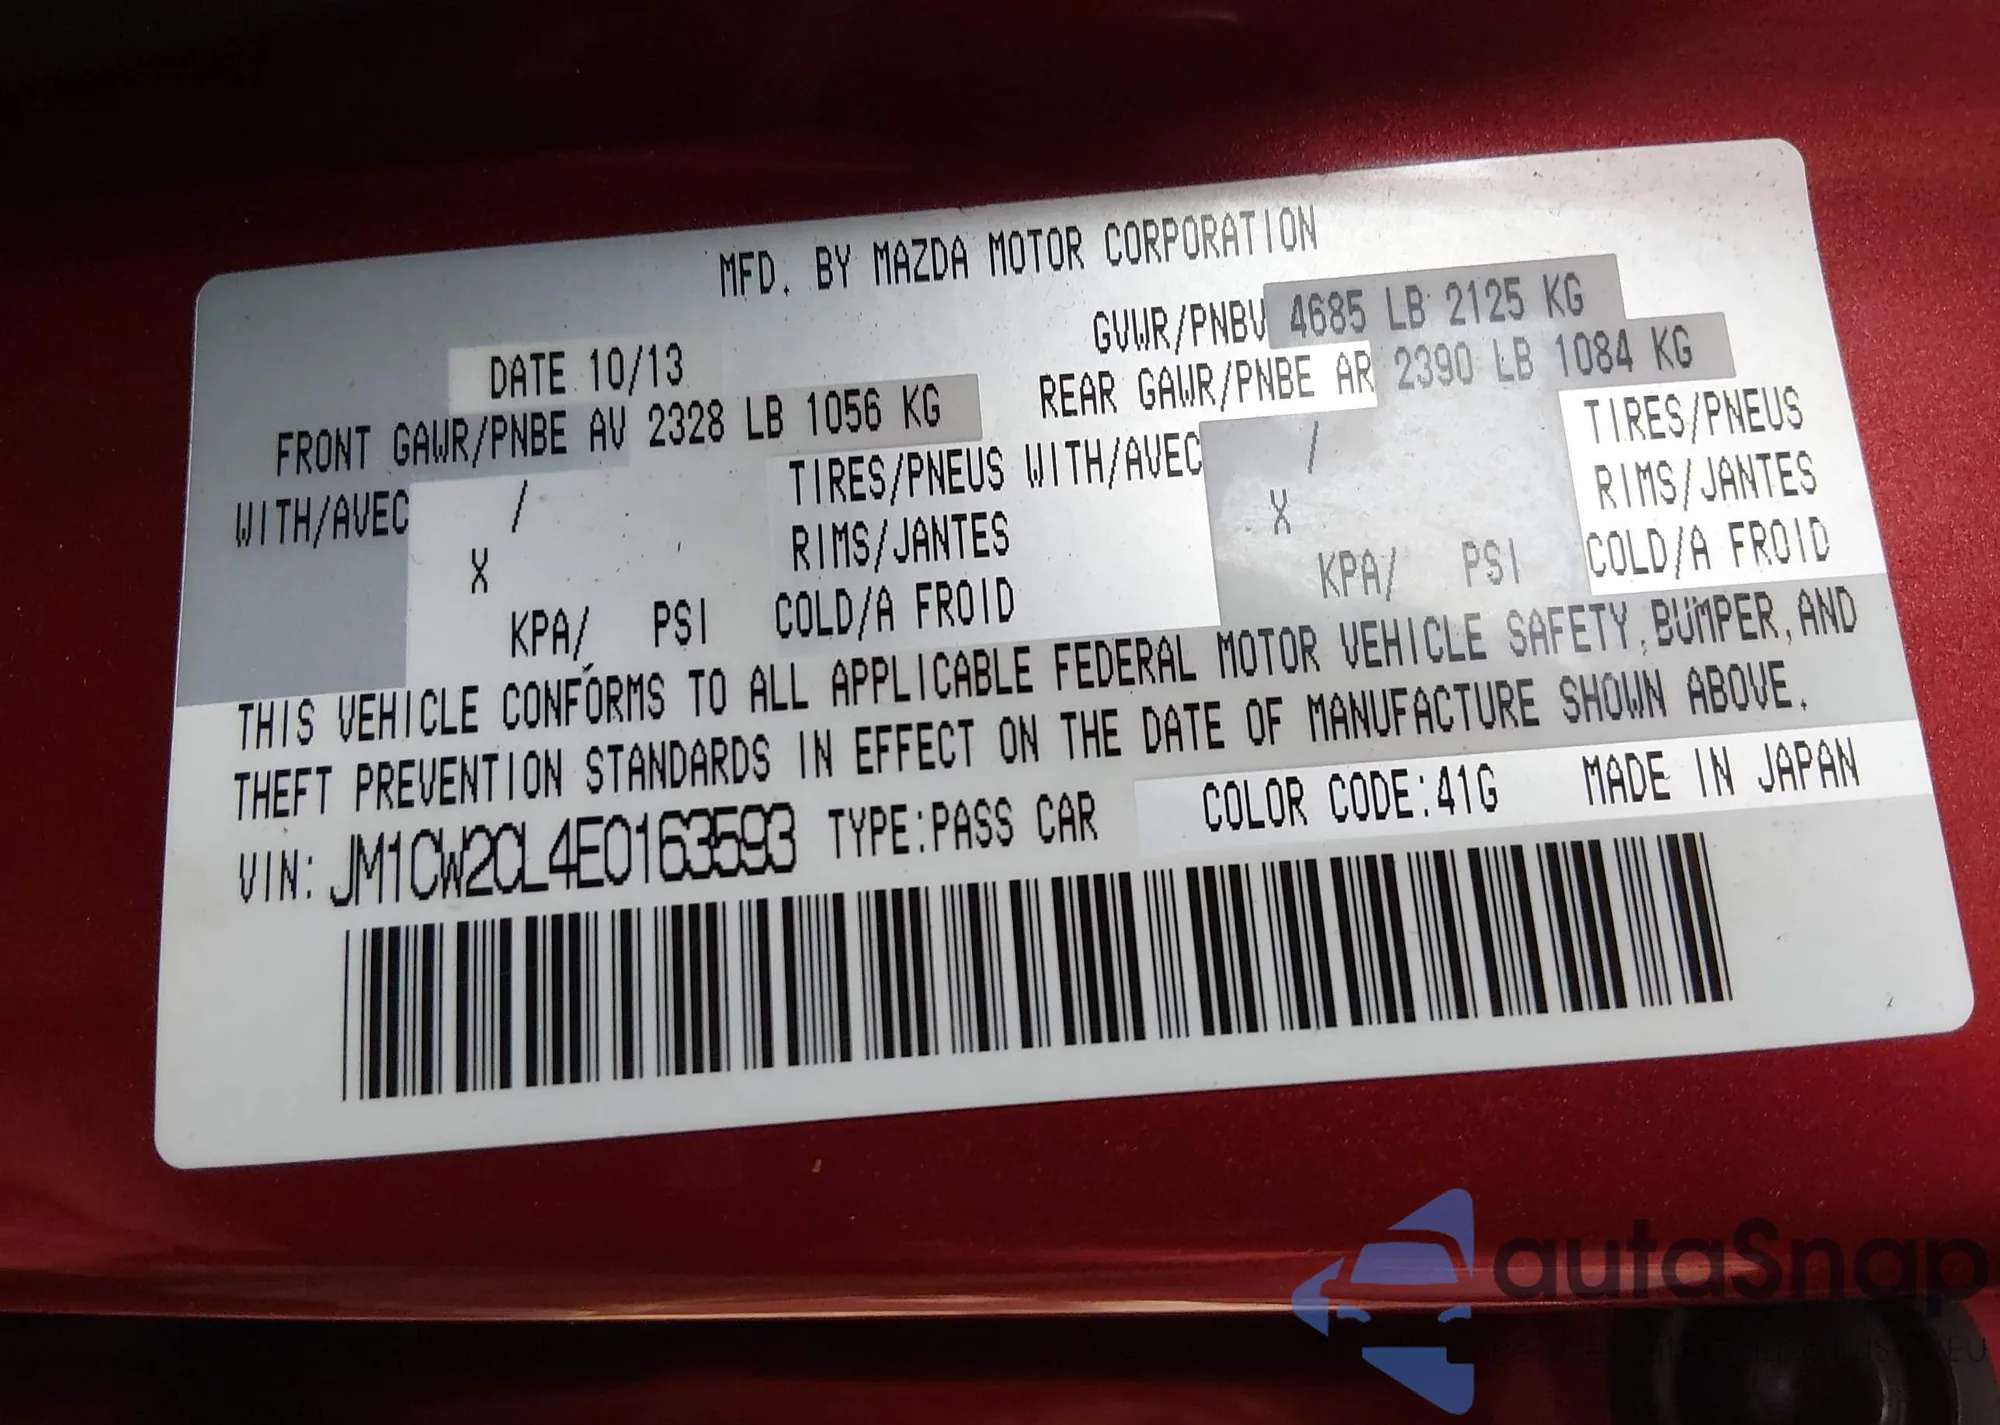 MFD. BY MAZDA MOTOR CORPORATION
DATE 10/13 GVWR/PNBV 4685 LB 2125 KG
FRONT GAWR/PNBE AV 2328 LB 1056 KG REAR GAWR/PNBE AR 2390 LB 1084 KG
WITH/AVEC / TIRES/PNEUS WITH/AVEC / TIRES/PNEUS
X RIMS/JANTES X RIMS/JANTES
KPA/ PSI COLD/A FROID KPA/ PSI COLD/A FROID
THIS VEHICLE CONFORMS TO ALL APPLICABLE FEDERAL MOTOR VEHICLE SAFETY,BUMPER,AND
THEFT PREVENTION STANDARDS IN EFFECT ON THE DATE OF MANUFACTURE SHOWN ABOVE.
VIN: JM1CW2CL4E0163593 TYPE:PASS CAR COLOR CODE:41G MADE IN JAPAN
autaSnap